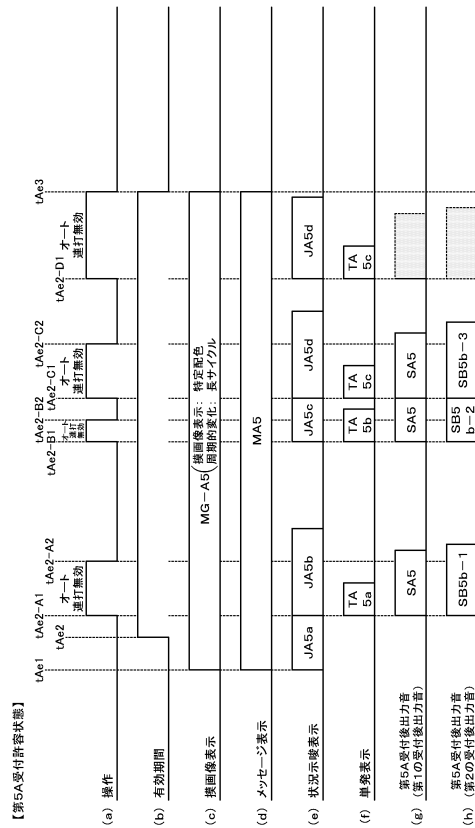 【第5A受付許容状態】
tAe1
tAe2
tAe2-A1
tAe2-A2
tAe2-B1
tAe2-B2
tAe2-C1
tAe2-C2
tAe2-D1
tAe3
(a) 操作
オート
連打無効
オート
連打
無効
オート
連打無効
オート
連打無効
(b) 有効期間
(c) 摸画像表示
MG-A5(摸画像表示: 特定配色
周期的変化: 長サイクル
(d) メッセージ表示
MA5
(e) 状況示唆表示
JA5a
JA5b
JA5c
JA5d
JA5d
(f) 単発表示
TA
5a
TA
5b
TA
5c
TA
5c
(g) 第5A受付後出力音
(第1の受付後出力音)
SA5
SA5
SA5
(h) 第5A受付後出力音
(第2の受付後出力音)
SB5b-1
SB5
b-2
SB5b-3